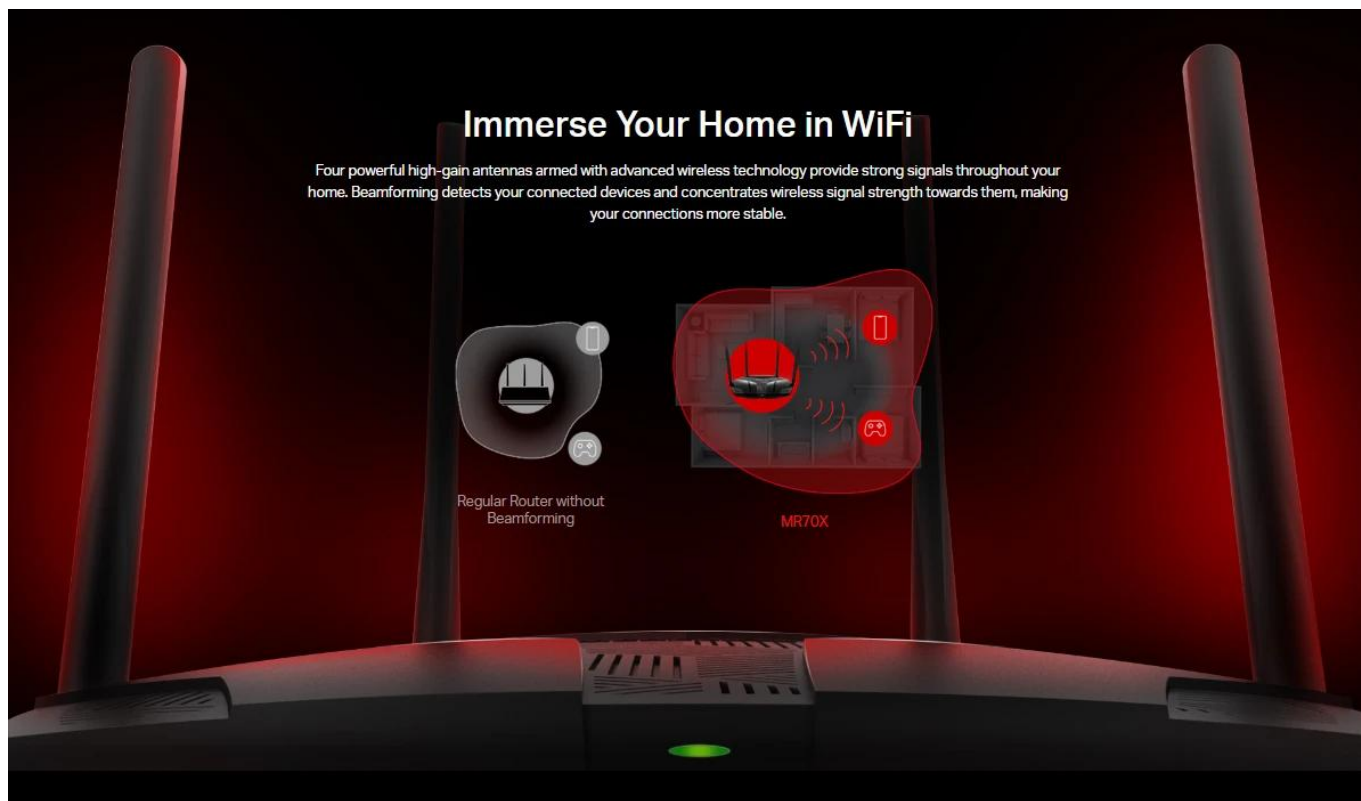 Immerse Your Home in WiFi
Four powerful high-gain antennas armed with advanced wireless technology provide strong signals throughout your
home. Beamforming detects your connected devices and concentrates wireless signal strength towards them, making
your connections more stable.
Regular Router without
Beamforming
MR70X